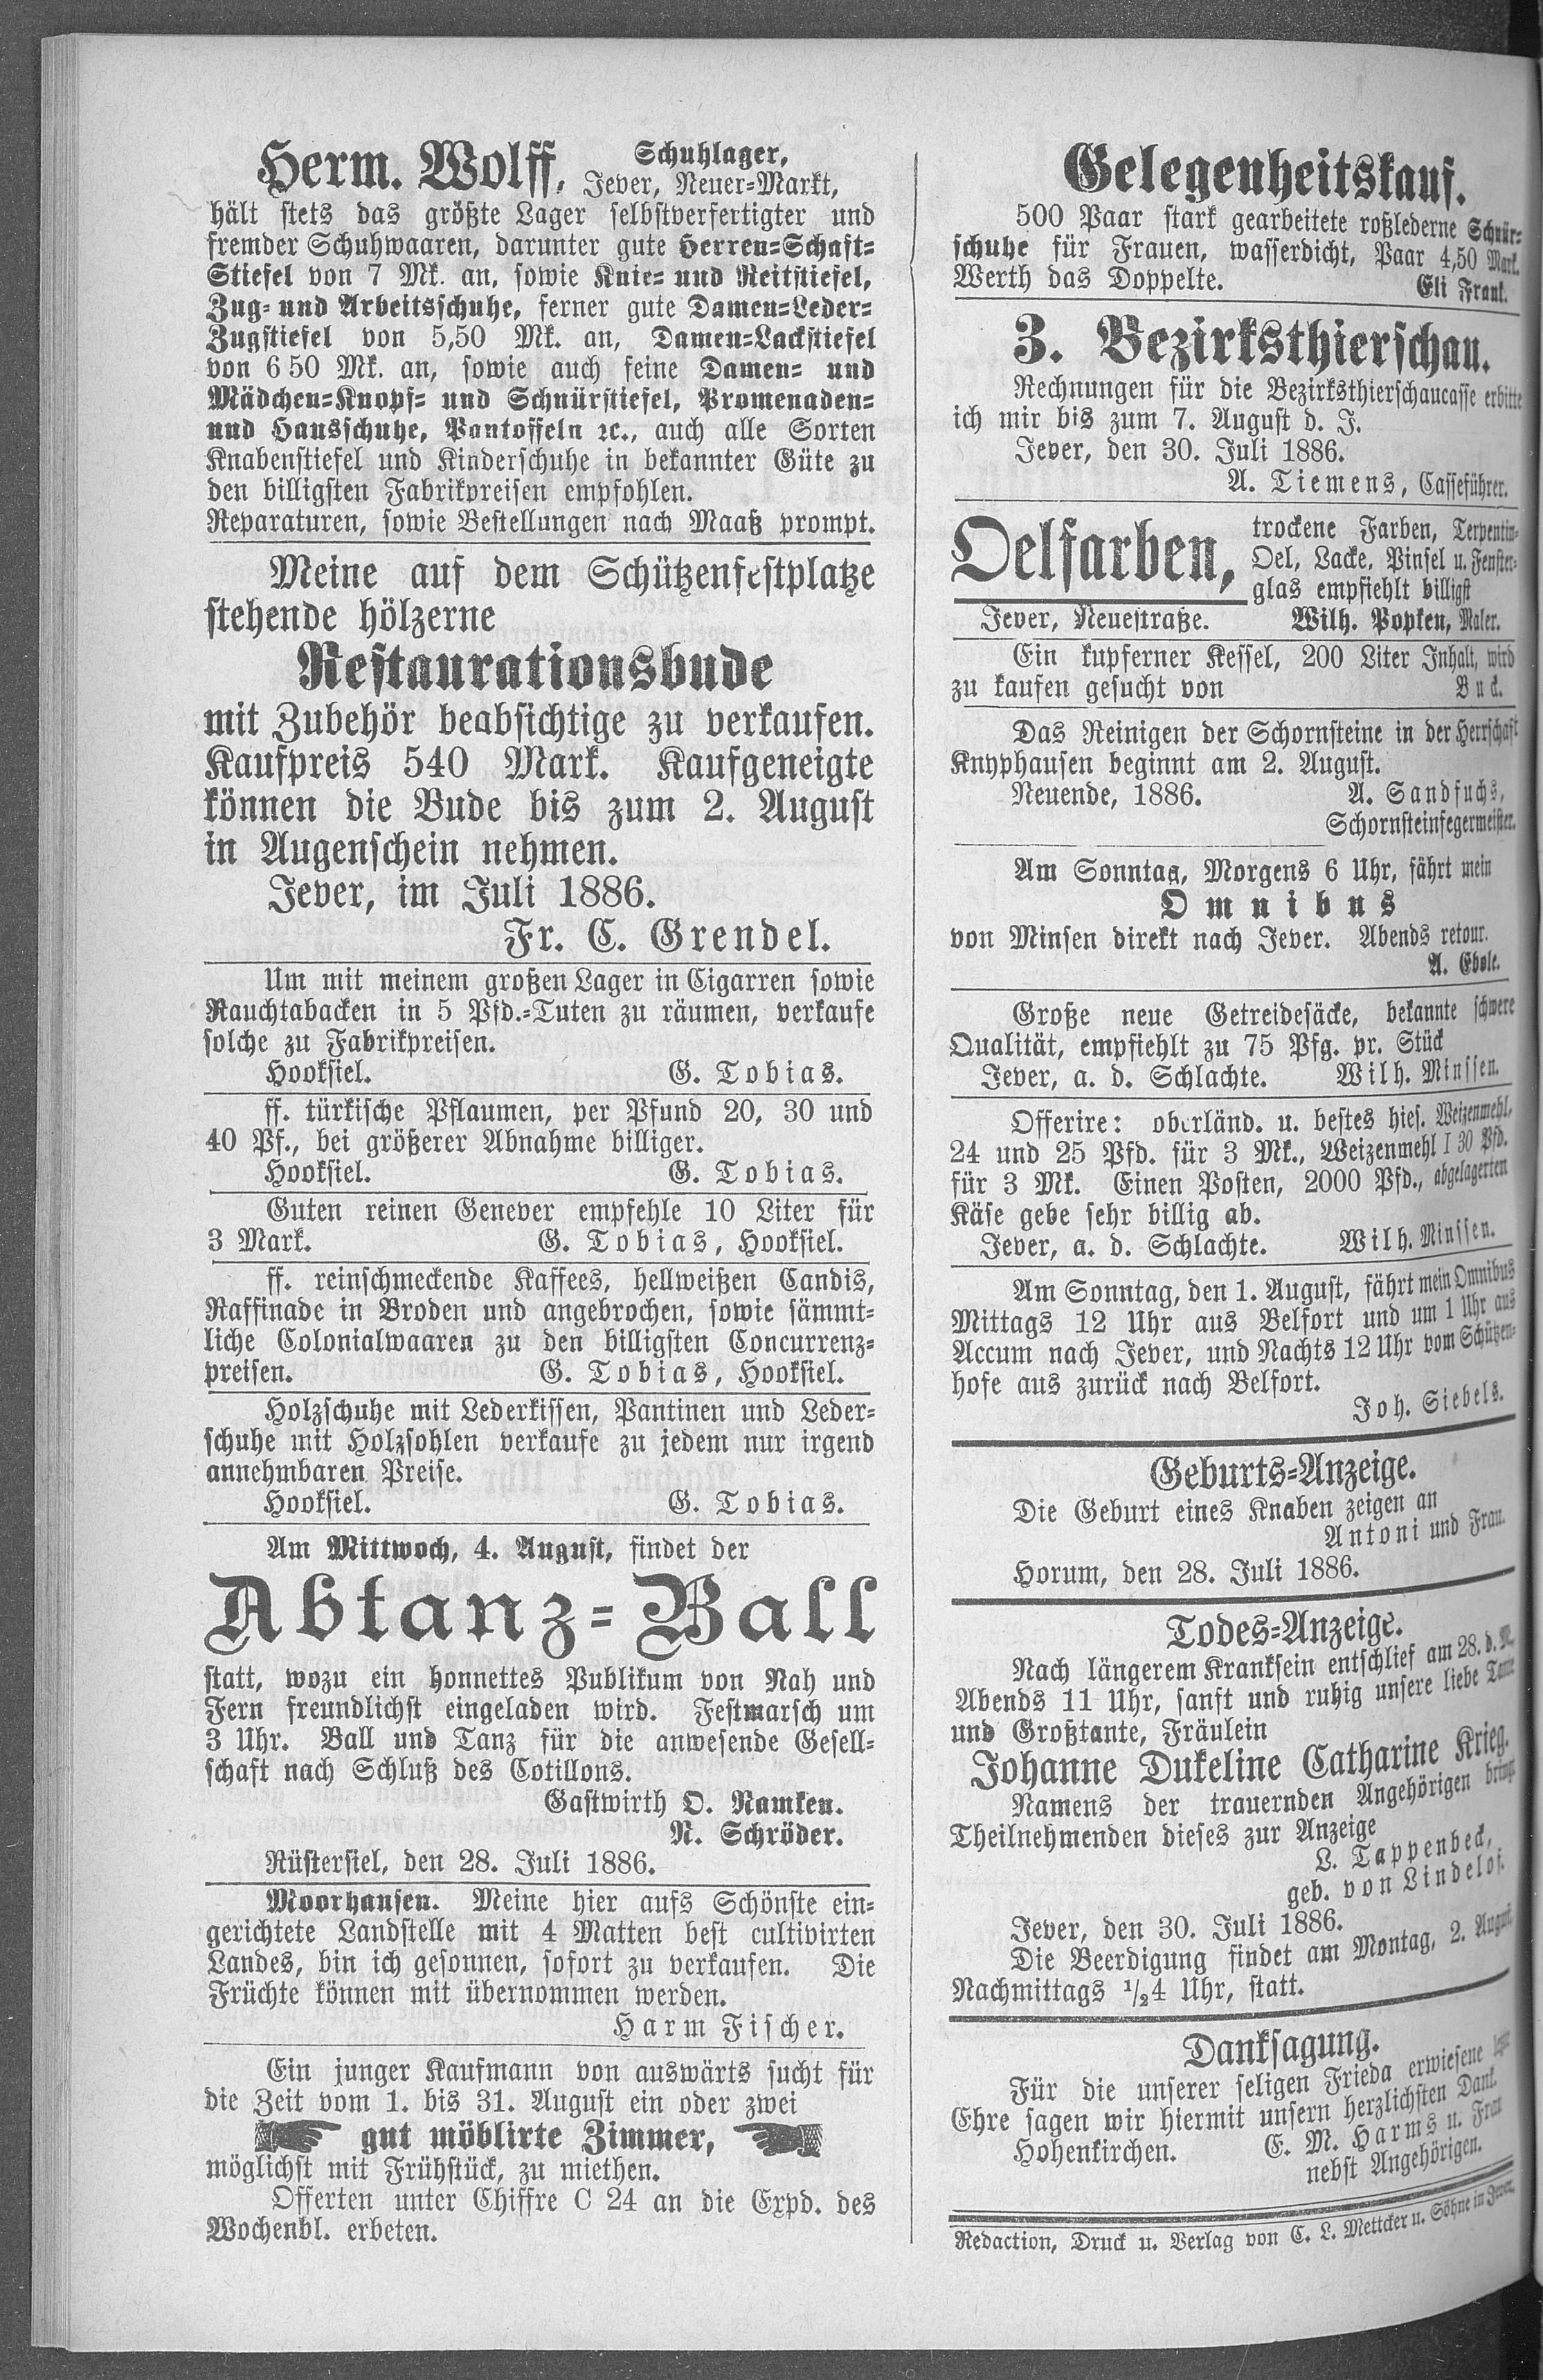 Herm. Wolff, Schuhlager,
Jever, Neuer-Markt,
hält stets das größte Lager selbstverfertigter und
fremder Schuhwaaren, darunter gute Herren-Schaft-
Stiefel von 7 Mk. an, sowie Knie- und Reitstiefel,
Zug- und Arbeitsschuhe, ferner gute Damen-Leder-
Zugstiefel von 5,50 Mk. an, Damen-Lackstiefel
von 6 50 Mk. an, sowie auch feine Damen- und
Mädchen-Knopf- und Schnürstiefel, Promenaden-
und Hausschuhe, Pantoffeln ꝛc., auch alle Sorten
Knabenstiefel und Kinderschuhe in bekannter Güte zu
den billigsten Fabrikpreisen empfohlen.
Reparaturen, sowie Bestellungen nach Maaß prompt.
Meine auf dem Schützenfestplatze
stehende hölzerne
Restaurationsbude
mit Zubehör beabsichtige zu verkaufen.
Kaufpreis 540 Mark. Kaufgeneigte
können die Bude bis zum 2. August
in Augenschein nehmen.
Jever, im Juli 1886.
Fr. C. Grendel.
Um mit meinem großen Lager in Cigarren sowie
Rauchtabacken in 5 Pfd.-Tuten zu räumen, verkaufe
solche zu Fabrikpreisen.
Hooksiel. G. Tobias.
ff. türkische Pflaumen, per Pfund 20, 30 und
40 Pf., bei größerer Abnahme billiger.
Hooksiel. G. Tobias.
Guten reinen Genever empfehle 10 Liter für
3 Mark. G. Tobias, Hooksiel.
ff. reinschmeckende Kaffees, hellweißen Candis,
Raffinade in Broden und angebrochen, sowie sämmt-
liche Colonialwaaren zu den billigsten Concurrenz-
preisen. G. Tobias, Hooksiel.
Holzschuhe mit Lederkissen, Pantinen und Leder-
schuhe mit Holzsohlen verkaufe zu jedem nur irgend
annehmbaren Preise.
Hooksiel. G. Tobias.
Am Mittwoch, 4. August, findet der
Abtanz-Ball
statt, wozu ein honnettes Publikum von Nah und
Fern freundlichst eingeladen wird. Festmarsch um
3 Uhr. Ball und Tanz für die anwesende Gesell-
schaft nach Schluß des Cotillons.
Gastwirth O. Namken.
N. Schröder.
Rüstersiel, den 28. Juli 1886.
Moorhausen. Meine hier aufs Schönste ein-
gerichtete Landstelle mit 4 Matten best cultivirten
Landes, bin ich gesonnen, sofort zu verkaufen. Die
Früchte können mit übernommen werden.
Harm Fischer.
Ein junger Kaufmann von auswärts sucht für
die Zeit vom 1. bis 31. August ein oder zwei
gut möblirte Zimmer,
möglichst mit Frühstück, zu miethen.
Offerten unter Chiffre C 24 an die Expd. des
Wochenbl. erbeten.
Gelegenheitskauf.
500 Paar stark gearbeitete roßlederne Schnür-
schuhe für Frauen, wasserdicht, Paar 4,50 Mark.
Werth das Doppelte. Eli Frank.
3. Bezirksthierschau.
Rechnungen für die Bezirksthierschaucasse erbitte
ich mir bis zum 7. August d. J.
Jever, den 30. Juli 1886.
A. Tiemens, Casseführer.
Oelfarben, trockene Farben, Terpentin-
Oel, Lacke, Pinsel u. Fenster-
glas empfiehlt billigst
Jever, Neuestraße. Wilh. Popken, Maler.
Ein kupferner Kessel, 200 Liter Inhalt, wird
zu kaufen gesucht von Buck.
Das Reinigen der Schornsteine in der Herrschaft
Knyphausen beginnt am 2. August.
Neuende, 1886. A. Sandfuchs,
Schornsteinfegermeister.
Am Sonntag, Morgens 6 Uhr, fährt mein
Omnibus
von Minsen direkt nach Jever. Abends retour.
A. Ebole.
Große neue Getreidesäcke, bekannte schwere
Qualität, empfiehlt zu 75 Pfg. pr. Stück
Jever, a. d. Schlachte. Wilh. Minssen.
Offerire: oberländ. u. bestes hies. Weizenmehl,
24 und 25 Pfd. für 3 Mk., Weizenmehl I 30 Pfd.
für 3 Mk. Einen Posten, 2000 Pfd., abgelagerten
Käse gebe sehr billig ab.
Jever, a. d. Schlachte. Wilh. Minssen.
Am Sonntag, den 1. August, fährt mein Omnibus
Mittags 12 Uhr aus Belfort und um 1 Uhr aus
Accum nach Jever, und Nachts 12 Uhr vom Schützen-
hofe aus zurück nach Belfort.
Joh. Siebels.
Geburts-Anzeige.
Die Geburt eines Knaben zeigen an
Antoni und Frau.
Horum, den 28. Juli 1886.
Todes-Anzeige.
Nach längerem Kranksein entschlief am 28. d. M.,
Abends 11 Uhr, sanft und ruhig unsere liebe Tante
und Großtante, Fräulein
Johanne Dukeline Catharine Krieg.
Namens der trauernden Angehörigen bringt
Theilnehmenden dieses zur Anzeige
L. Tappenbeck,
geb. von Lindelof.
Jever, den 30. Juli 1886.
Die Beerdigung findet am Montag, 2. August,
Nachmittags 1/24 Uhr, statt.
Danksagung.
Für die unserer seligen Frieda erwiesene letzte
Ehre sagen wir hiermit unsern herzlichsten Dank.
Hohenkirchen. E. M. Harms u. Frau
nebst Angehörigen.
Redaction, Druck u. Verlag von C. L. Mettcker u. Söhne in Jever.